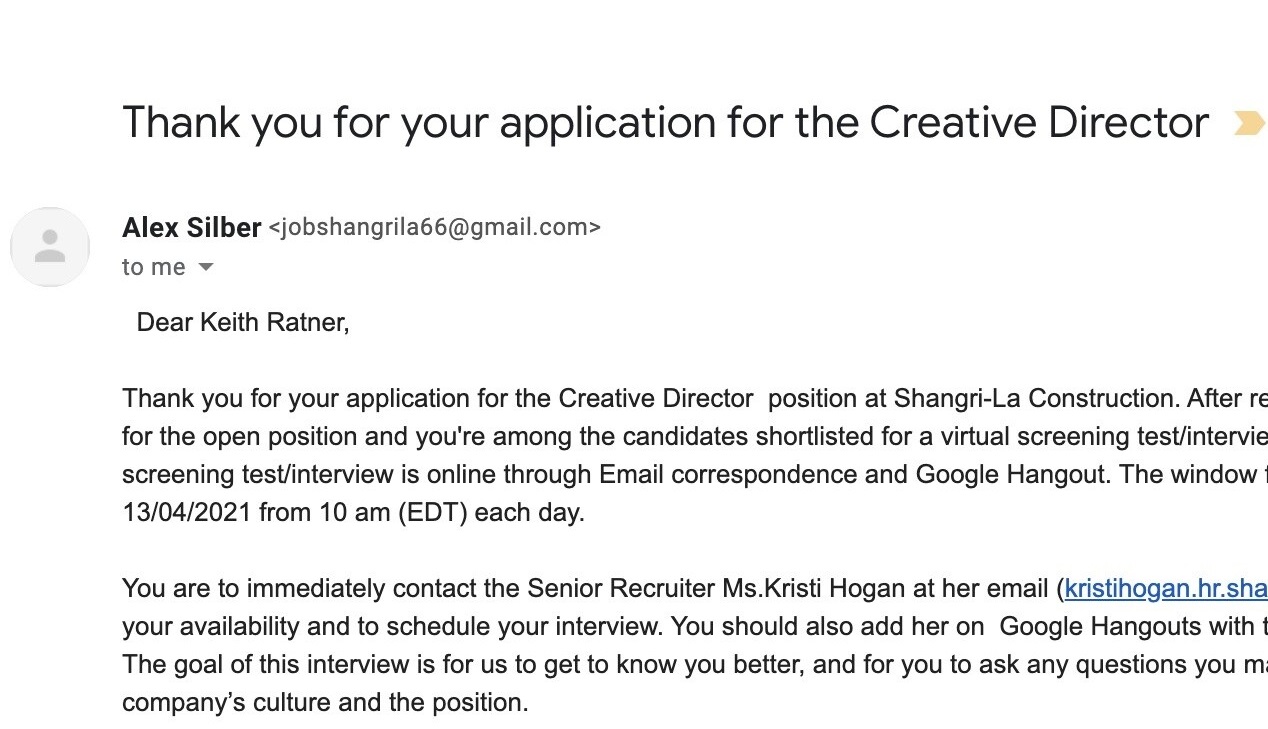 Thank you for your application for the Creative Director
Alex Silber <jobshangrila66@gmail.com>
to me
Dear Keith Ratner,
Thank you for your application for the Creative Director  position at Shangri-La Construction. After re
for the open position and you're among the candidates shortlisted for a virtual screening test/intervie
screening test/interview is online through Email correspondence and Google Hangout. The window f
13/04/2021 from 10 am (EDT) each day.
You are to immediately contact the Senior Recruiter Ms.Kristi Hogan at her email (kristihogan.hr.sha
your availability and to schedule your interview. You should also add her on  Google Hangouts with t
The goal of this interview is for us to get to know you better, and for you to ask any questions you ma
company’s culture and the position.